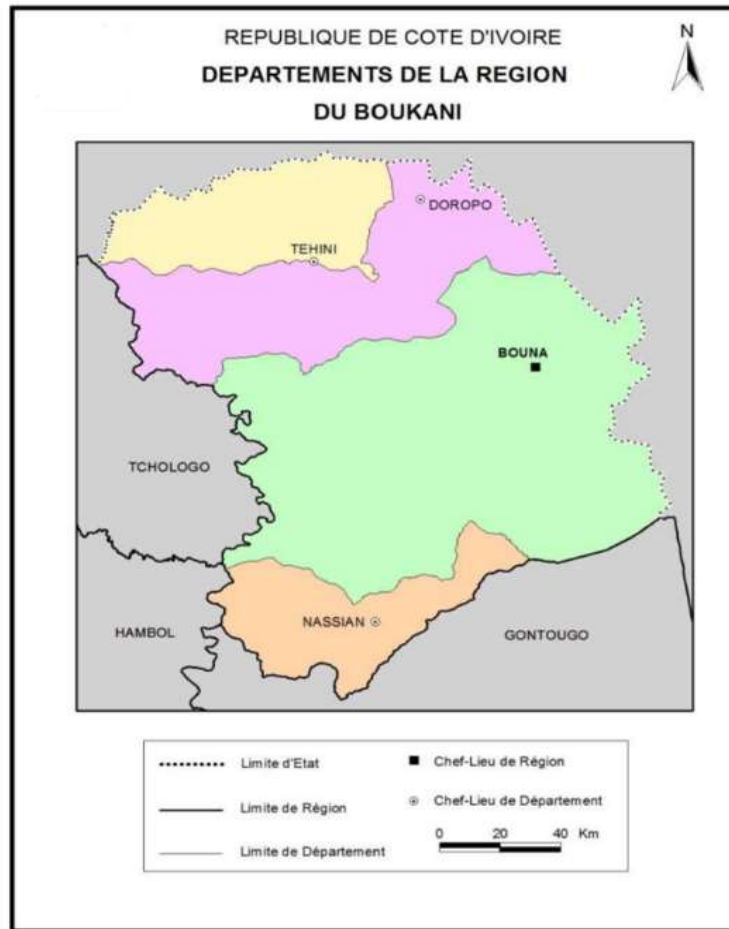 REPUBLIQUE DE COTE D'IVOIRE
N
DEPARTEMENTS DE LA REGION
DU BOUKANI
DOROPO
TEHINI
BOUNA
TCHOLOGO
NASSIAN
HAMBOL
GONTOUGO
Limite d'Etat
Chef-Lieu de Région
Limite de Région
Chef-Lieu de Département
Limite de Département
0 20 40 Km